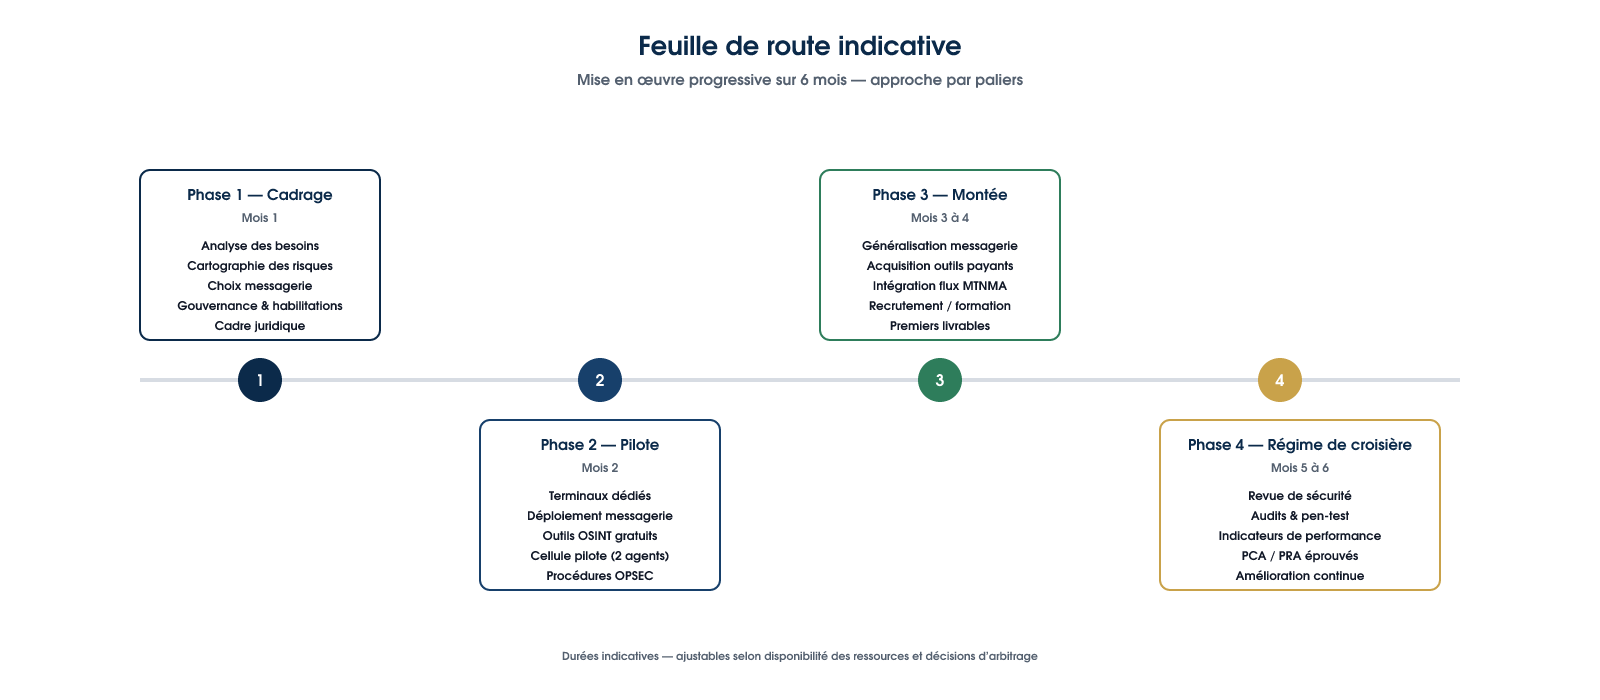 Feuille de route indicative
Mise en œuvre progressive sur 6 mois — approche par paliers
Phase 1 — Cadrage
Mois 1
Analyse des besoins
Cartographie des risques
Choix messagerie
Gouvernance & habilitations
Cadre juridique
Phase 3 — Montée
Mois 3 à 4
Généralisation messagerie
Acquisition outils payants
Intégration flux MTNMA
Recrutement / formation
Premiers livrables
1
2
3
4
Phase 2 — Pilote
Mois 2
Terminaux dédiés
Déploiement messagerie
Outils OSINT gratuits
Cellule pilote (2 agents)
Procédures OPSEC
Phase 4 — Régime de croisière
Mois 5 à 6
Revue de sécurité
Audits & pen-test
Indicateurs de performance
PCA / PRA éprouvés
Amélioration continue
Durées indicatives — ajustables selon disponibilité des ressources et décisions d'arbitrage